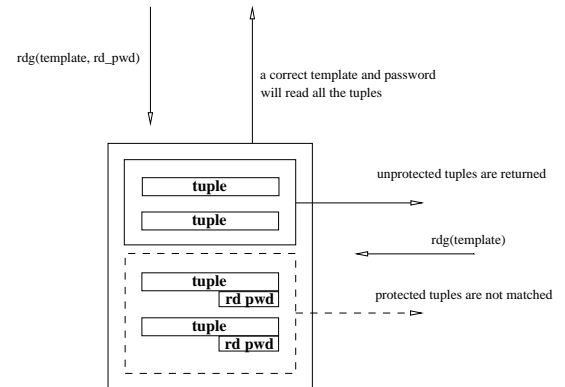 rdg(template, rd_pwd)
a correct template and password
will read all the tuples
tuple
tuple
unprotected tuples are returned
rdg(template)
tuple
rd pwd
protected tuples are not matched
tuple
rd pwd